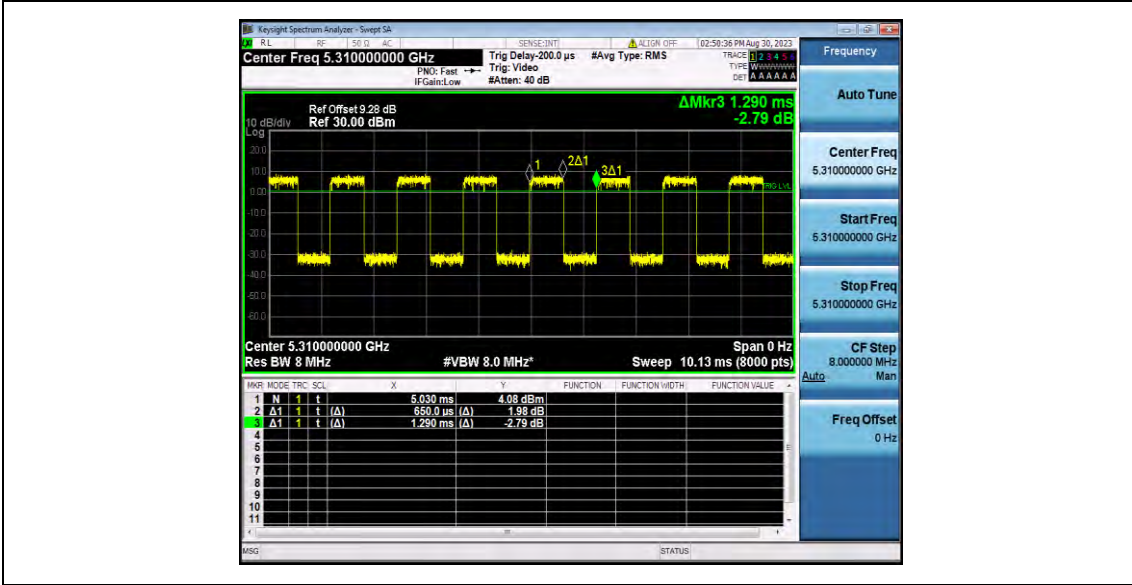 Keysight Spectrum Analyzer - Swept SA
RL RF 50 Ω AC SENSE:INT ALIGN OFF 02:50:36 PM Aug 30, 2023
Center Freq 5.310000000 GHz Trig Delay-200.0 µs #Avg Type: RMS TRACE 1 2 3 4 5 6
PNO: Fast Trig: Video TYPE W
IFGain:Low #Atten: 40 dB DET A A A A A A
Frequency
Auto Tune
Ref Offset 9.28 dB ΔMkr3 1.290 ms
10 dB/div Ref 30.00 dBm -2.79 dB
Log
20.0
10.0
0.00
-10.0
-20.0
-30.0
-40.0
-50.0
-60.0
1
2Δ1
3Δ1
TRIG LVL
Center Freq
5.310000000 GHz
Start Freq
5.310000000 GHz
Stop Freq
5.310000000 GHz
Center 5.310000000 GHz Span 0 Hz
Res BW 8 MHz #VBW 8.0 MHz* Sweep 10.13 ms (8000 pts)
CF Step
8.000000 MHz
Auto Man
Freq Offset
0 Hz
MKR MODE TRC SCL X Y FUNCTION FUNCTION WIDTH FUNCTION VALUE
1 N 1 t 5.030 ms 4.08 dBm
2 Δ1 1 t (Δ) 650.0 µs (Δ) 1.98 dB
3 Δ1 1 t (Δ) 1.290 ms (Δ) -2.79 dB
4
5
6
7
8
9
10
11
MSG STATUS